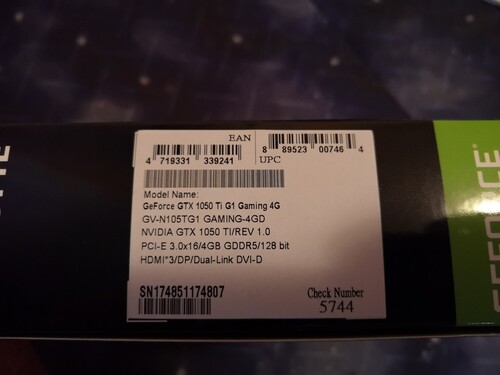 EAN
4 719331 339241
8 89523 00746 4
UPC
Model Name:
GeForce GTX 1050 Ti G1 Gaming 4G
GV-N105TG1 GAMING-4GD
NVIDIA GTX 1050 TI/REV 1.0
PCI-E 3.0x16/4GB GDDR5/128 bit
HDMI*3/DP/Dual-Link DVI-D
SN174851174807
Check Number
5744